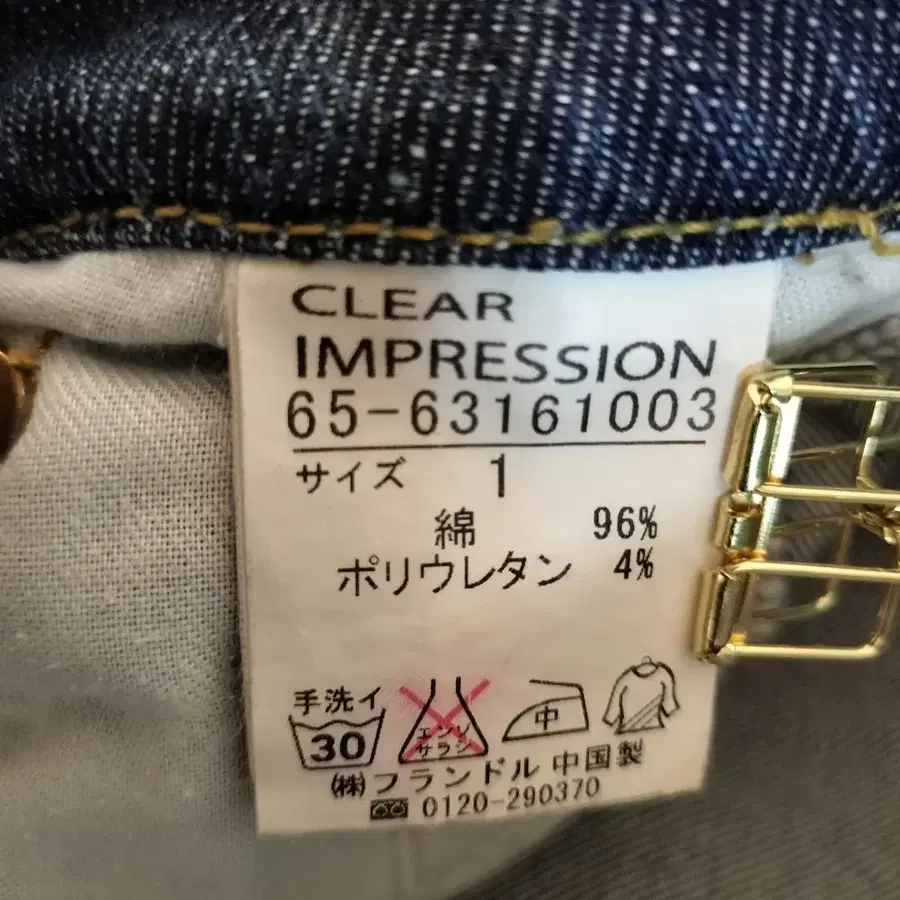 CLEAR
IMPRESSION
65-63161003
サイズ 1
綿 96%
ポリウレタン 4%
手洗イ
30
エンソ
サラシ
中
㈱フランドル 中国製
0120-290370